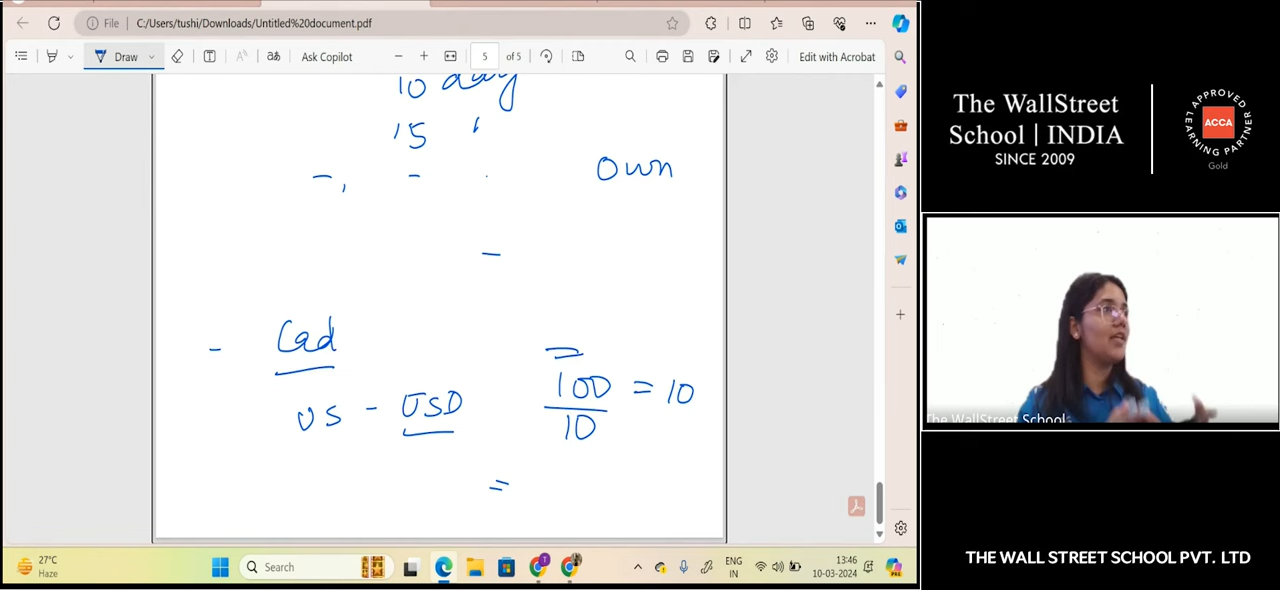 File
C:/Users/tushi/Downloads/Untitled%20document.pdf
Draw
Ask Copilot
5 of 5
Edit with Acrobat
10 day
15 "
own
Cad
US - USD
100 = 10
10
=
The WallStreet
School | INDIA
SINCE 2009
APPROVED
ACCA
LEARNING PARTNER
Gold
The WallStreet School
THE WALL STREET SCHOOL PVT. LTD
27°C
Haze
Search
ENG
IN
13:46
10-03-2024